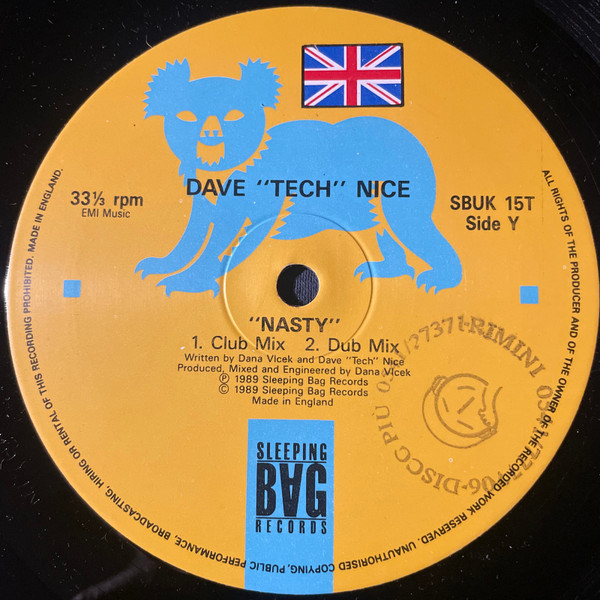 DAVE "TECH" NICE
33⅓ rpm
EMI Music
SBUK 15T
Side Y
"NASTY"
1. Club Mix 2. Dub Mix
Written by Dana Vlcek and Dave "Tech" Nice
Produced, Mixed and Engineered by Dana Vlcek
Ⓟ 1989 Sleeping Bag Records
© 1989 Sleeping Bag Records
Made in England
SLEEPING
BAG
RECORDS
ALL RIGHTS OF THE PRODUCER AND OF THE OWNER OF THE RECORDED WORK RESERVED. UNAUTHORISED COPYING, PUBLIC PERFORMANCE, BROADCASTING, HIRING OR RENTAL OF THIS RECORDING PROHIBITED. MADE IN ENGLAND.
DISCO PIU
RIMINI